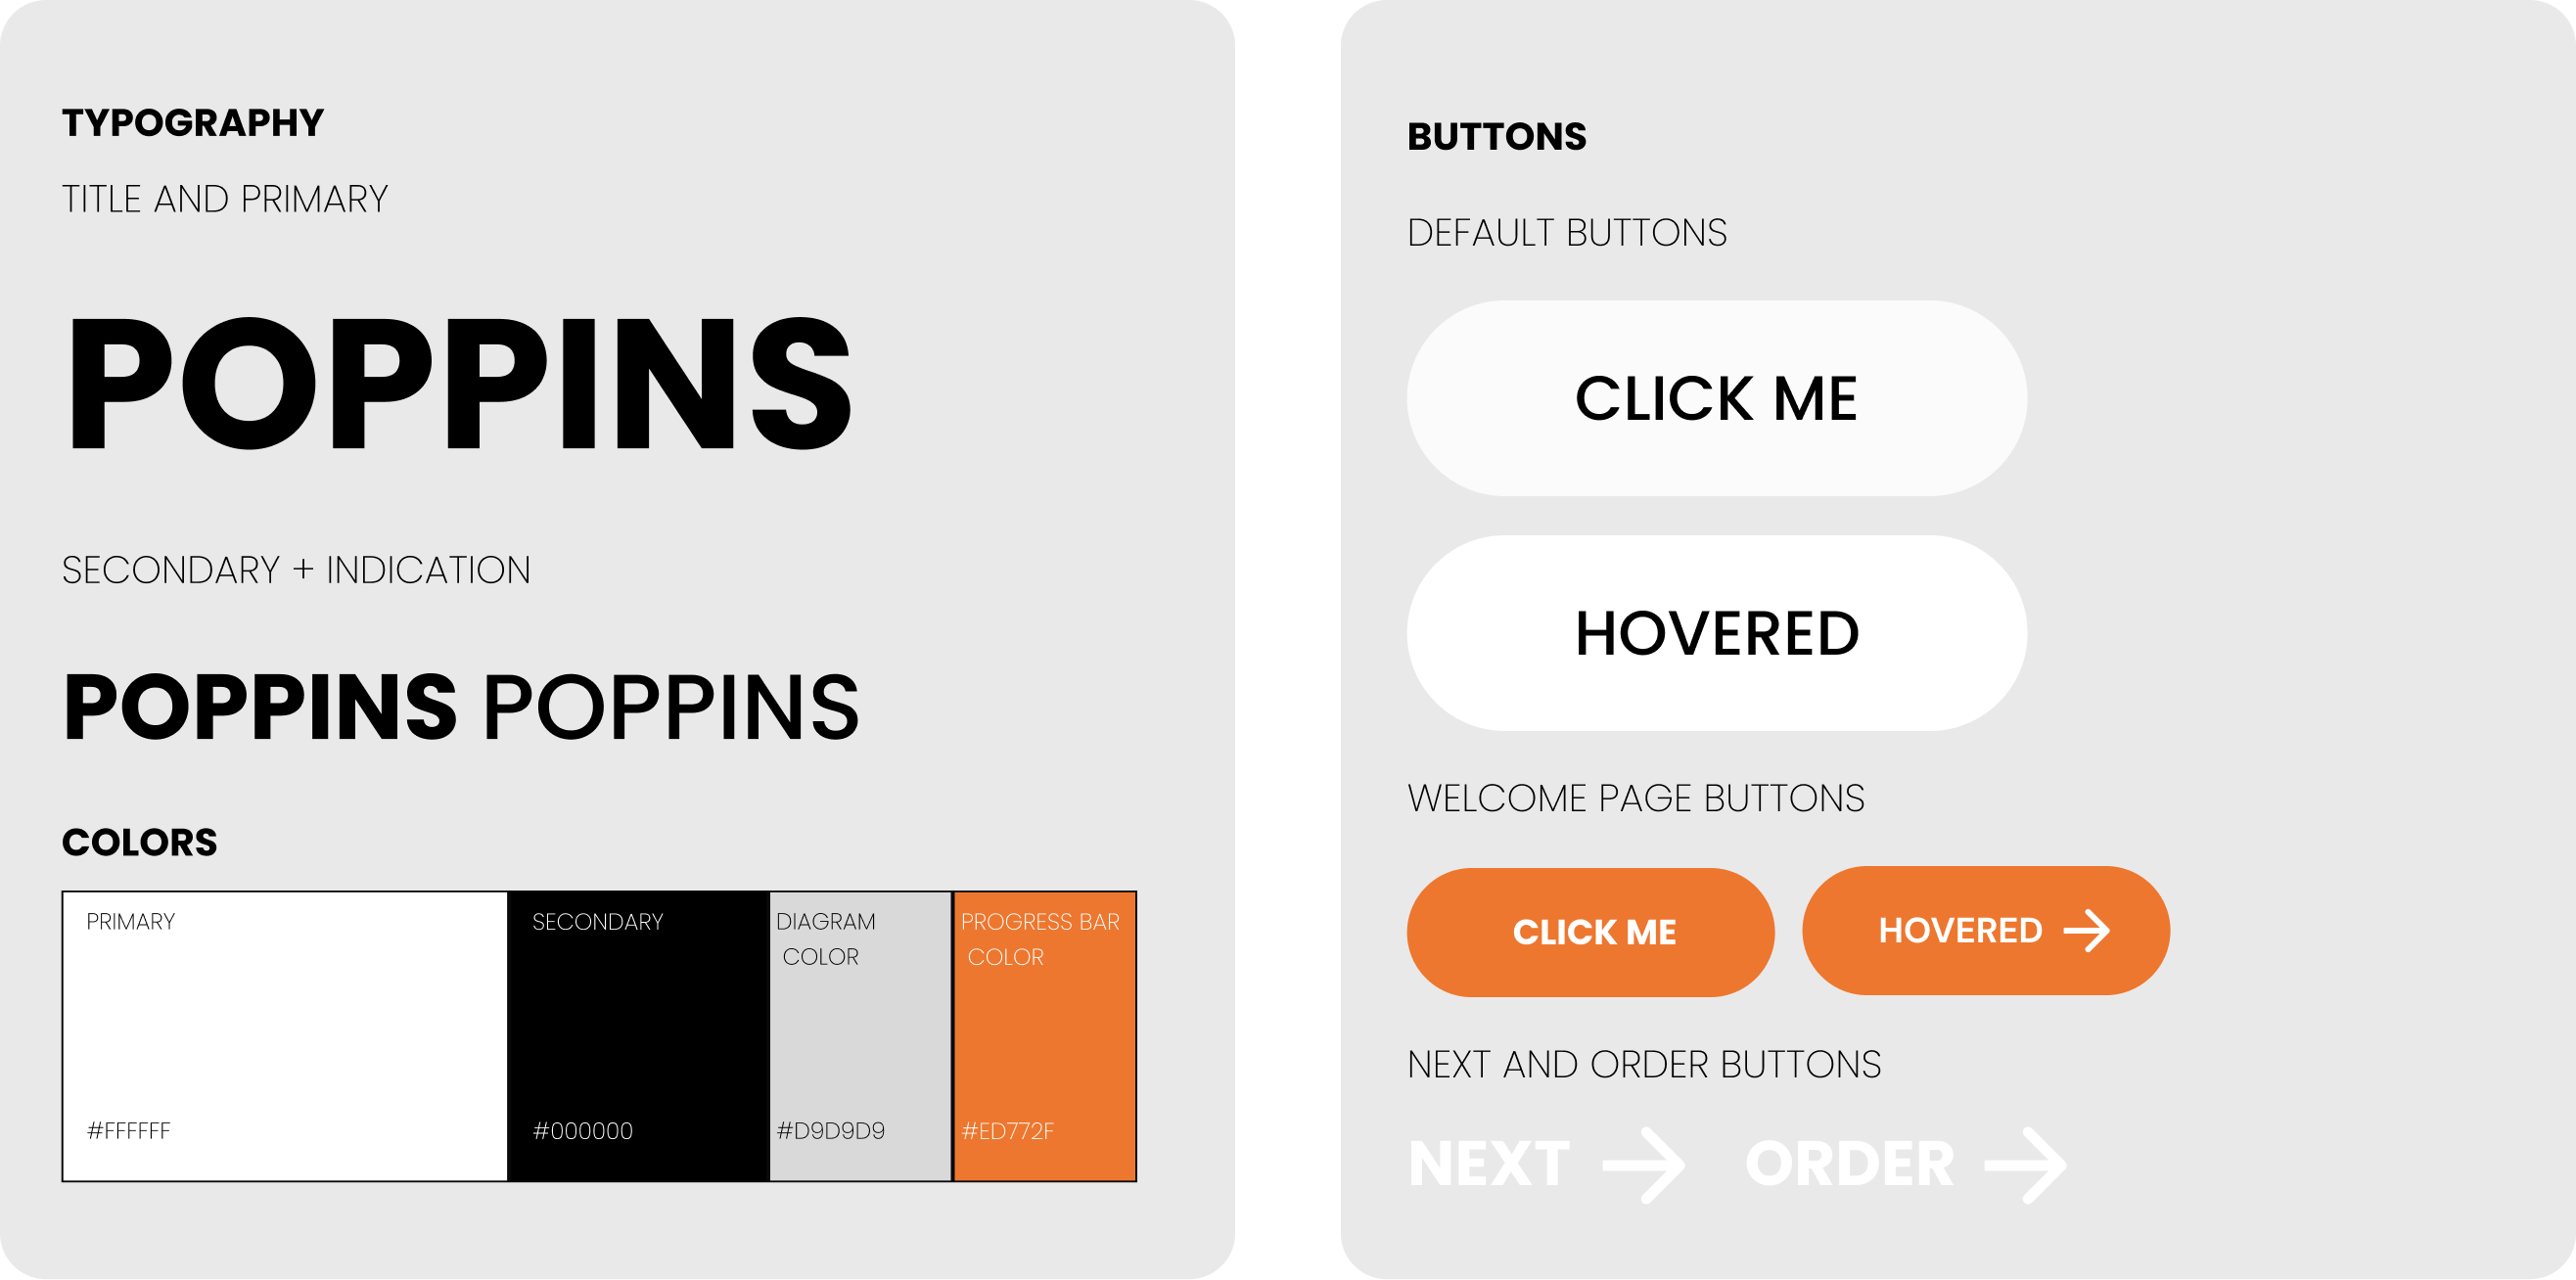 TYPOGRAPHY
TITLE AND PRIMARY
POPPINS
SECONDARY + INDICATION
POPPINS POPPINS
COLORS
PRIMARY
#FFFFFF
SECONDARY
#000000
DIAGRAM
COLOR
#D9D9D9
PROGRESS BAR
COLOR
#ED772F
BUTTONS
DEFAULT BUTTONS
CLICK ME
HOVERED
WELCOME PAGE BUTTONS
CLICK ME
HOVERED
NEXT AND ORDER BUTTONS
NEXT
ORDER